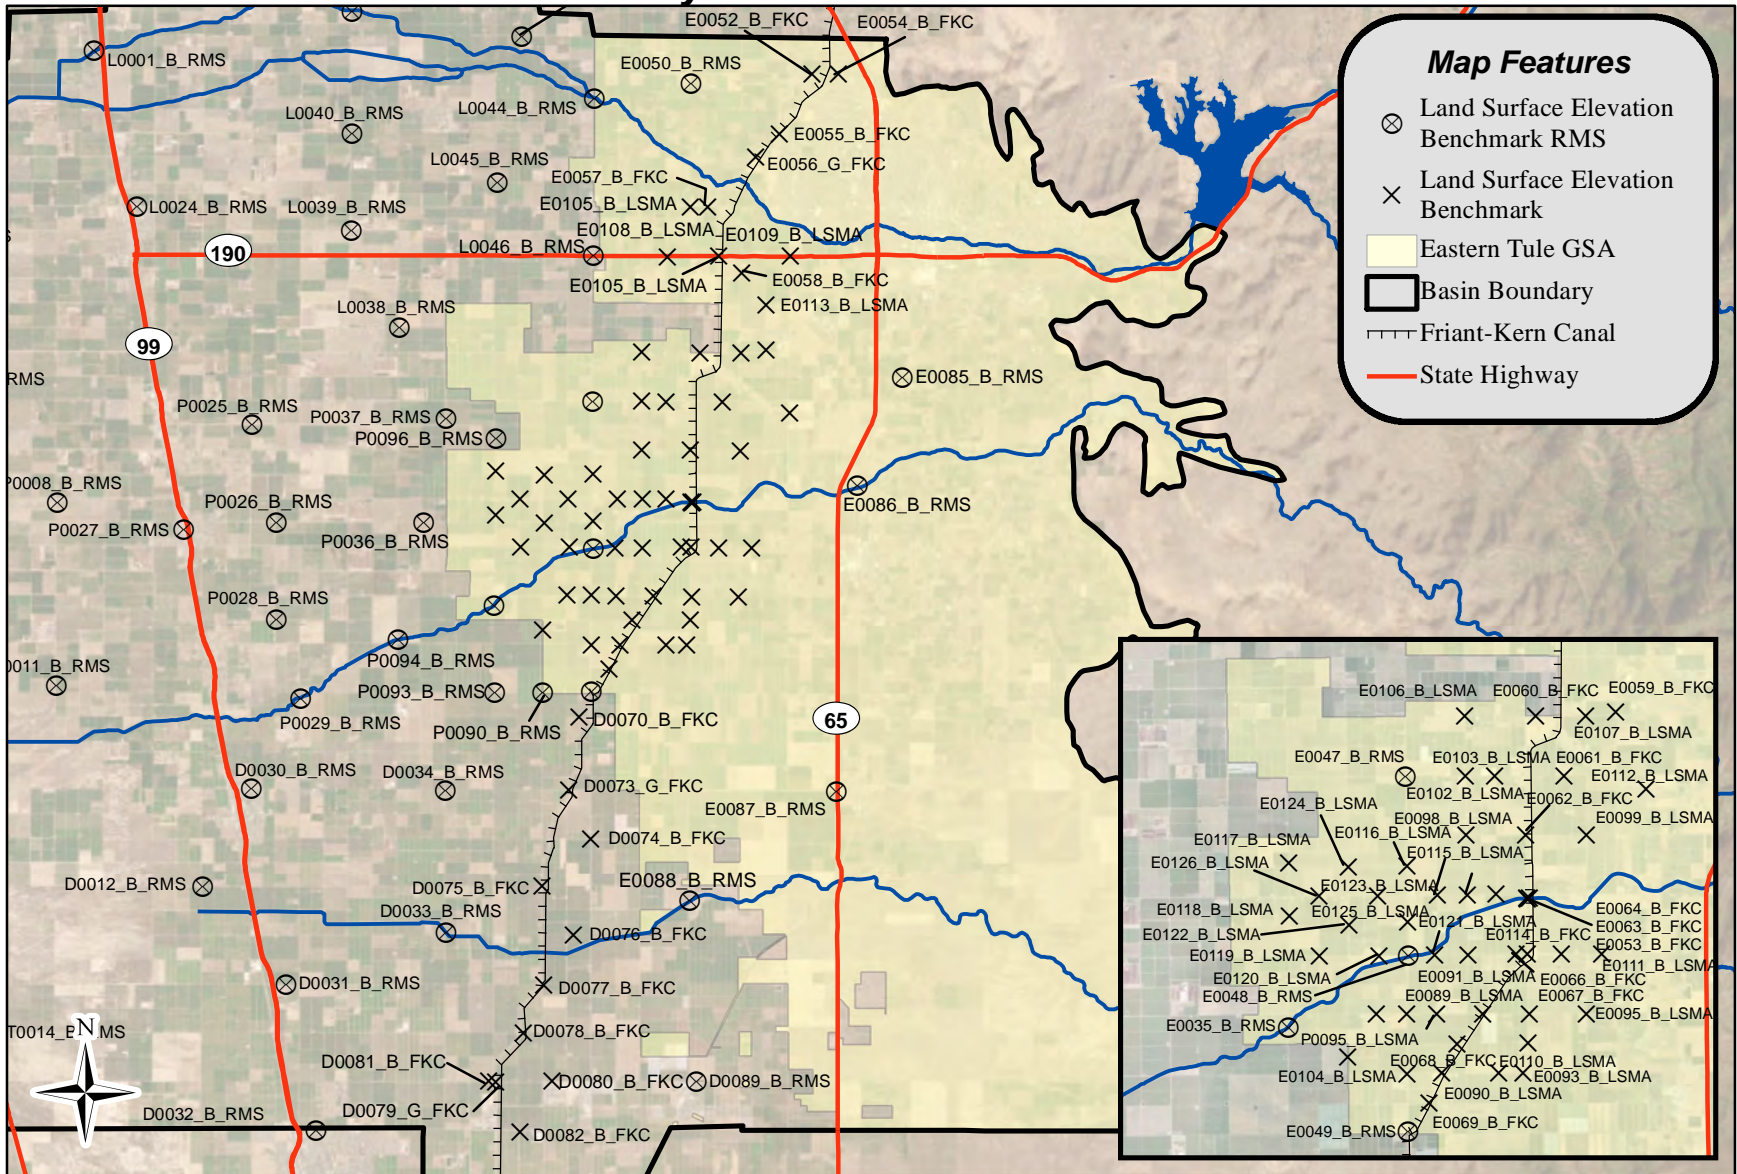 E0052_B_FKC
E0054_B_FKC
L0001_B_RMS
E0050_B_RMS
L0044_B_RMS
L0040_B_RMS
E0055_B_FKC
L0045_B_RMS
E0056_G_FKC
E0057_B_FKC
L0024_B_RMS
L0039_B_RMS
E0105_B_LSMA
E0108_B_LSMA
E0109_B_LSMA
190
L0046_B_RMS
E0105_B_LSMA
E0058_B_FKC
L0038_B_RMS
E0113_B_LSMA
99
RMS
E0085_B_RMS
P0025_B_RMS
P0037_B_RMS
P0096_B_RMS
P0008_B_RMS
P0026_B_RMS
E0086_B_RMS
P0027_B_RMS
P0036_B_RMS
P0028_B_RMS
0011_B_RMS
P0094_B_RMS
P0093_B_RMS
P0029_B_RMS
P0090_B_RMS
D0070_B_FKC
65
D0030_B_RMS
D0034_B_RMS
D0073_G_FKC
E0087_B_RMS
D0074_B_FKC
D0012_B_RMS
D0075_B_FKC
E0088_B_RMS
D0033_B_RMS
D0076_B_FKC
D0031_B_RMS
D0077_B_FKC
T0014_B_RMS
N
D0078_B_FKC
D0081_B_FKC
D0080_B_FKC
D0089_B_RMS
D0079_G_FKC
D0032_B_RMS
D0082_B_FKC
Map Features
Land Surface Elevation
Benchmark RMS
Land Surface Elevation
Benchmark
Eastern Tule GSA
Basin Boundary
Friant-Kern Canal
State Highway
E0106_B_LSMA
E0060_B_FKC
E0059_B_FKC
E0107_B_LSMA
E0047_B_RMS
E0103_B_LSMA
E0061_B_FKC
E0112_B_LSMA
E0102_B_LSMA
E0062_B_FKC
E0124_B_LSMA
E0098_B_LSMA
E0099_B_LSMA
E0117_B_LSMA
E0116_B_LSMA
E0115_B_LSMA
E0126_B_LSMA
E0123_B_LSMA
E0118_B_LSMA
E0125_B_LSMA
E0064_B_FKC
E0121_B_LSMA
E0063_B_FKC
E0122_B_LSMA
E0114_B_FKC
E0053_B_FKC
E0119_B_LSMA
E0111_B_LSMA
E0120_B_LSMA
E0091_B_LSMA
E0066_B_FKC
E0048_B_RMS
E0089_B_LSMA
E0067_B_FKC
E0035_B_RMS
E0095_B_LSMA
P0095_B_LSMA
E0068_B_FKC
E0110_B_LSMA
E0104_B_LSMA
E0093_B_LSMA
E0090_B_LSMA
E0069_B_FKC
E0049_B_RMS